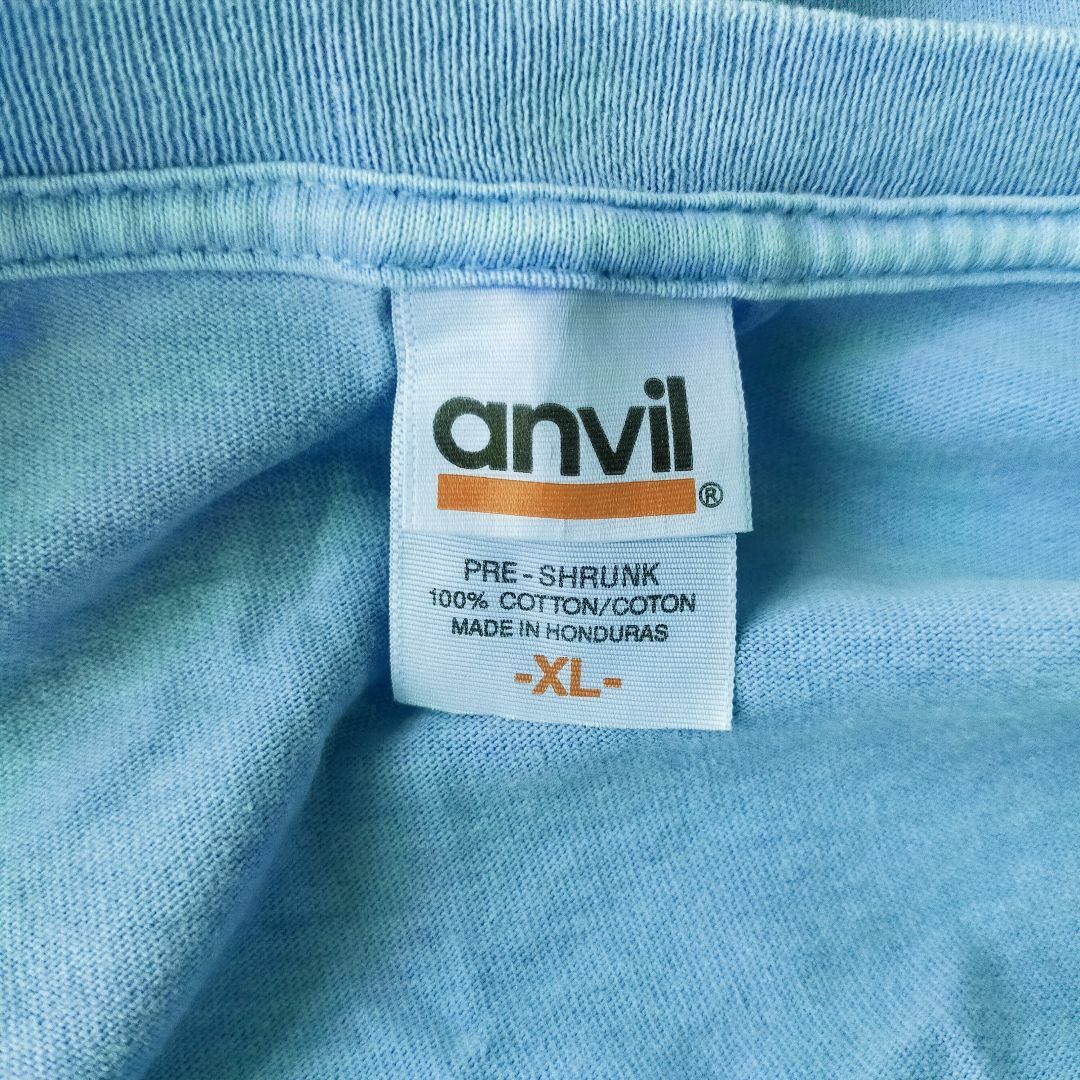 anvil
®
PRE-SHRUNK
100% COTTON/COTON
MADE IN HONDURAS
-XL-